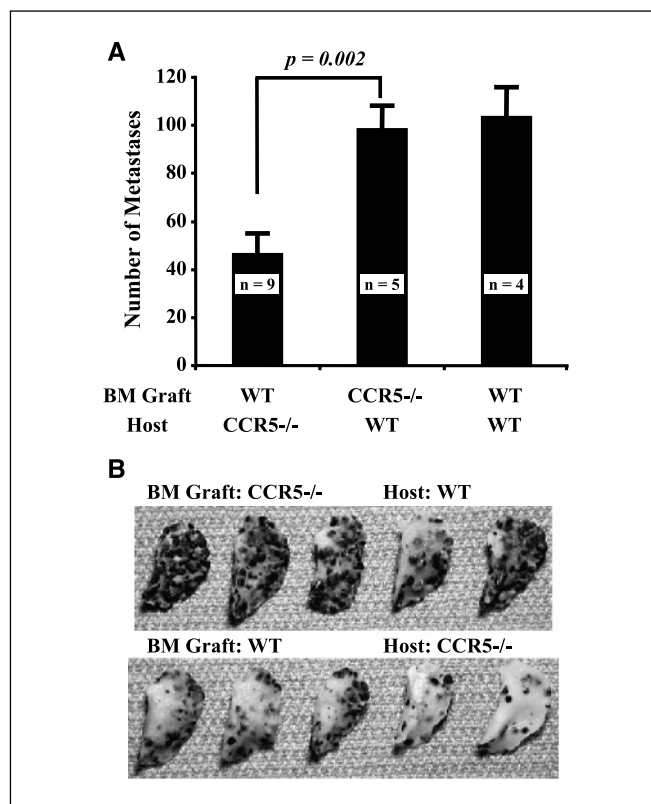 A
p = 0.002
Number of Metastases
120
100
80
60
40
20
0
n = 9
n = 5
n = 4
BM Graft WT CCR5-/- WT
Host CCR5-/- WT WT
B
BM Graft: CCR5-/- Host: WT
BM Graft: WT Host: CCR5-/-